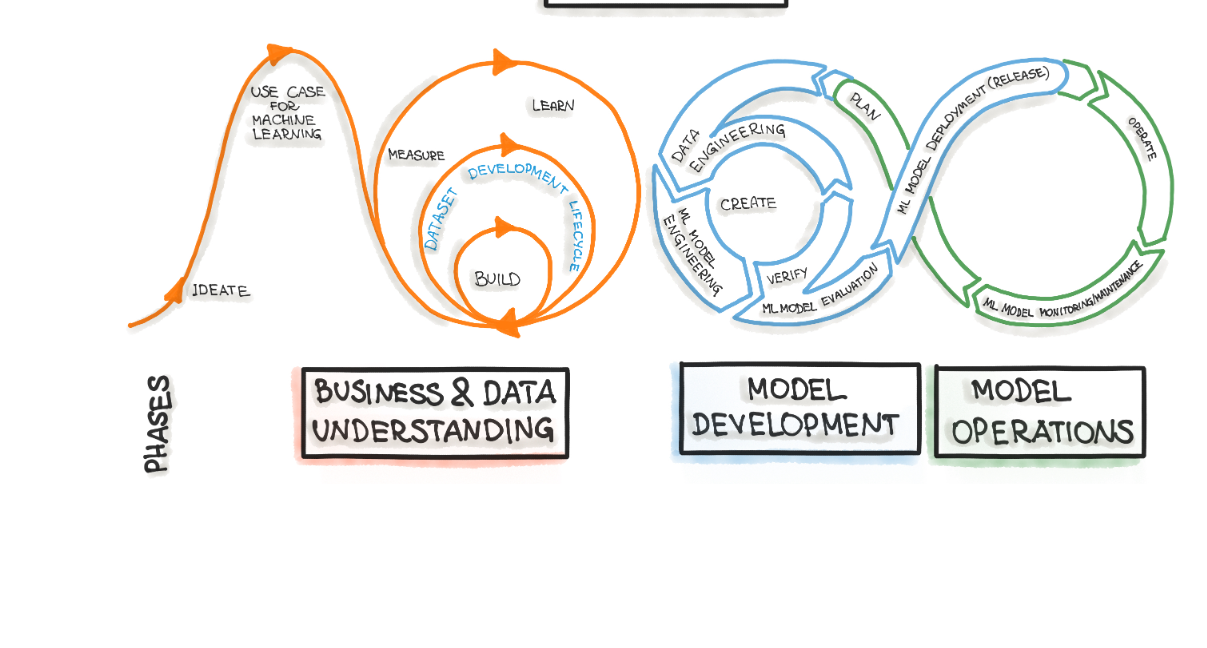 USE CASE
FOR
MACHINE
LEARNING
IDEATE
LEARN
MEASURE
DATASET DEVELOPMENT LIFECYCLE
BUILD
DATA
ENGINEERING
ML MODEL
ENGINEERING
CREATE
VERIFY
ML MODEL EVALUATION
PLAN
ML MODEL DEPLOYMENT (RELEASE)
OPERATE
ML MODEL MONITORING/MAINTENANCE
PHASES
BUSINESS & DATA
UNDERSTANDING
MODEL
DEVELOPMENT
MODEL
OPERATIONS